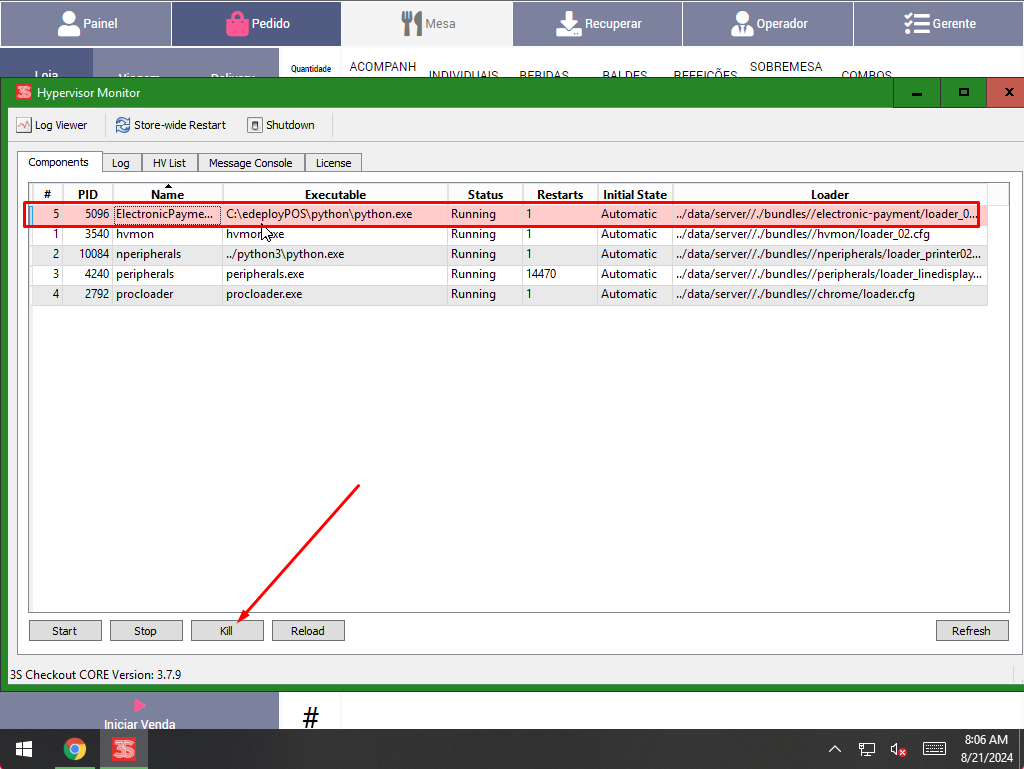 Painel Pedido Mesa Recuperar Operador Gerente
Loja Viagem Delivery Quantidade ACOMPANH INDIVIDUAIS BEBIDAS BALDES REFEIÇÕES SOBREMESA COMBOS
3S Hypervisor Monitor
Log Viewer Store-wide Restart Shutdown
Components Log HV List Message Console License
# PID Name Executable Status Restarts Initial State Loader
5 5096 ElectronicPayme... C:\edeployPOS\python\python.exe Running 1 Automatic ../data/server//./bundles//electronic-payment/loader_0...
1 3540 hvmon hvmon.exe Running 1 Automatic ../data/server//./bundles//hvmon/loader_02.cfg
2 10084 nperipherals ../python3\python.exe Running 1 Automatic ../data/server//./bundles//nperipherals/loader_printer02...
3 4240 peripherals peripherals.exe Running 14470 Automatic ../data/server//./bundles//peripherals/loader_linedisplay...
4 2792 procloader procloader.exe Running 1 Automatic ../data/server//./bundles//chrome/loader.cfg
Start Stop Kill Reload Refresh
3S Checkout CORE Version: 3.7.9
Iniciar Venda #
3S 8:06 AM
8/21/2024